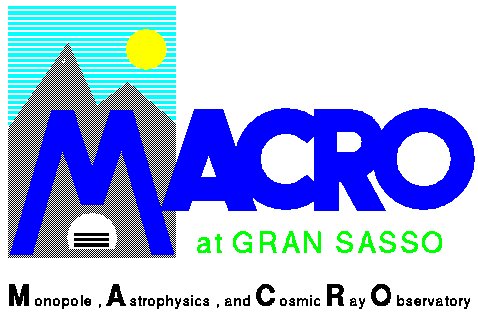 MACRO
at GRAN SASSO
Monopole , Astrophysics , and Cosmic Ray Observatory